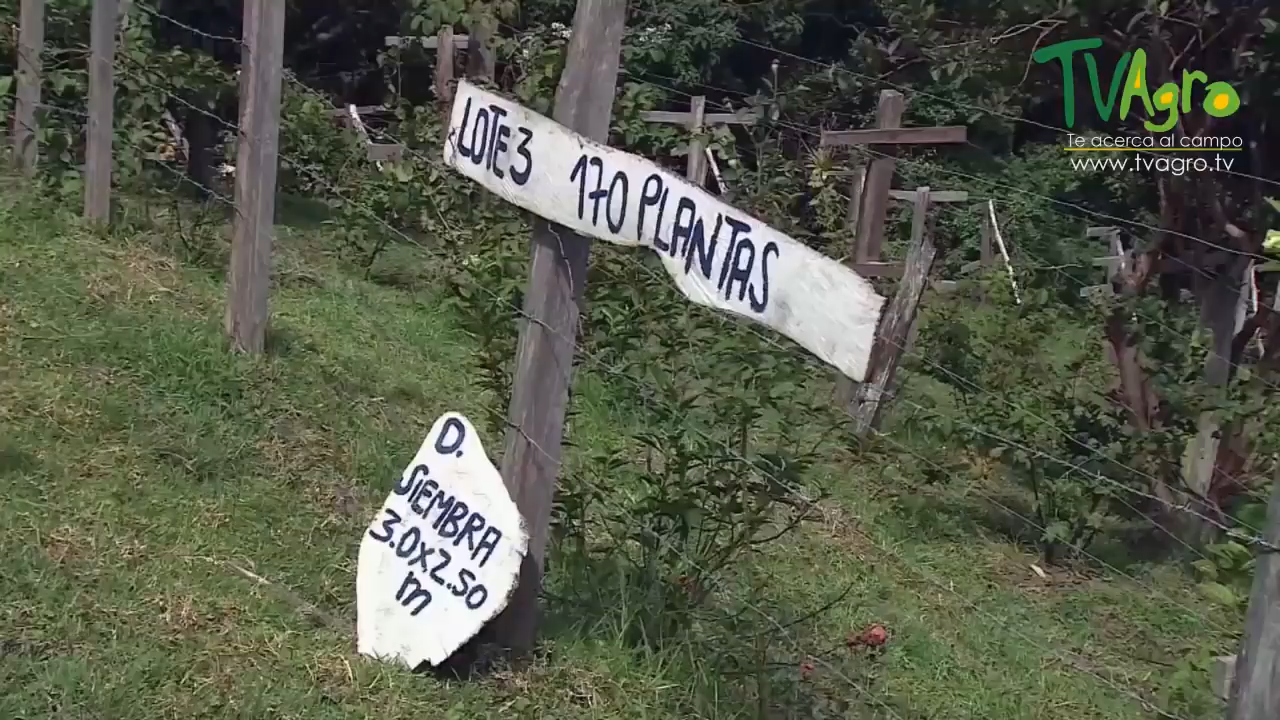 LOTE 3 170 PLANTAS
D.
SIEMBRA
3.0x2.50
m
TVAgro
Te acerca al campo
www.tvagro.tv